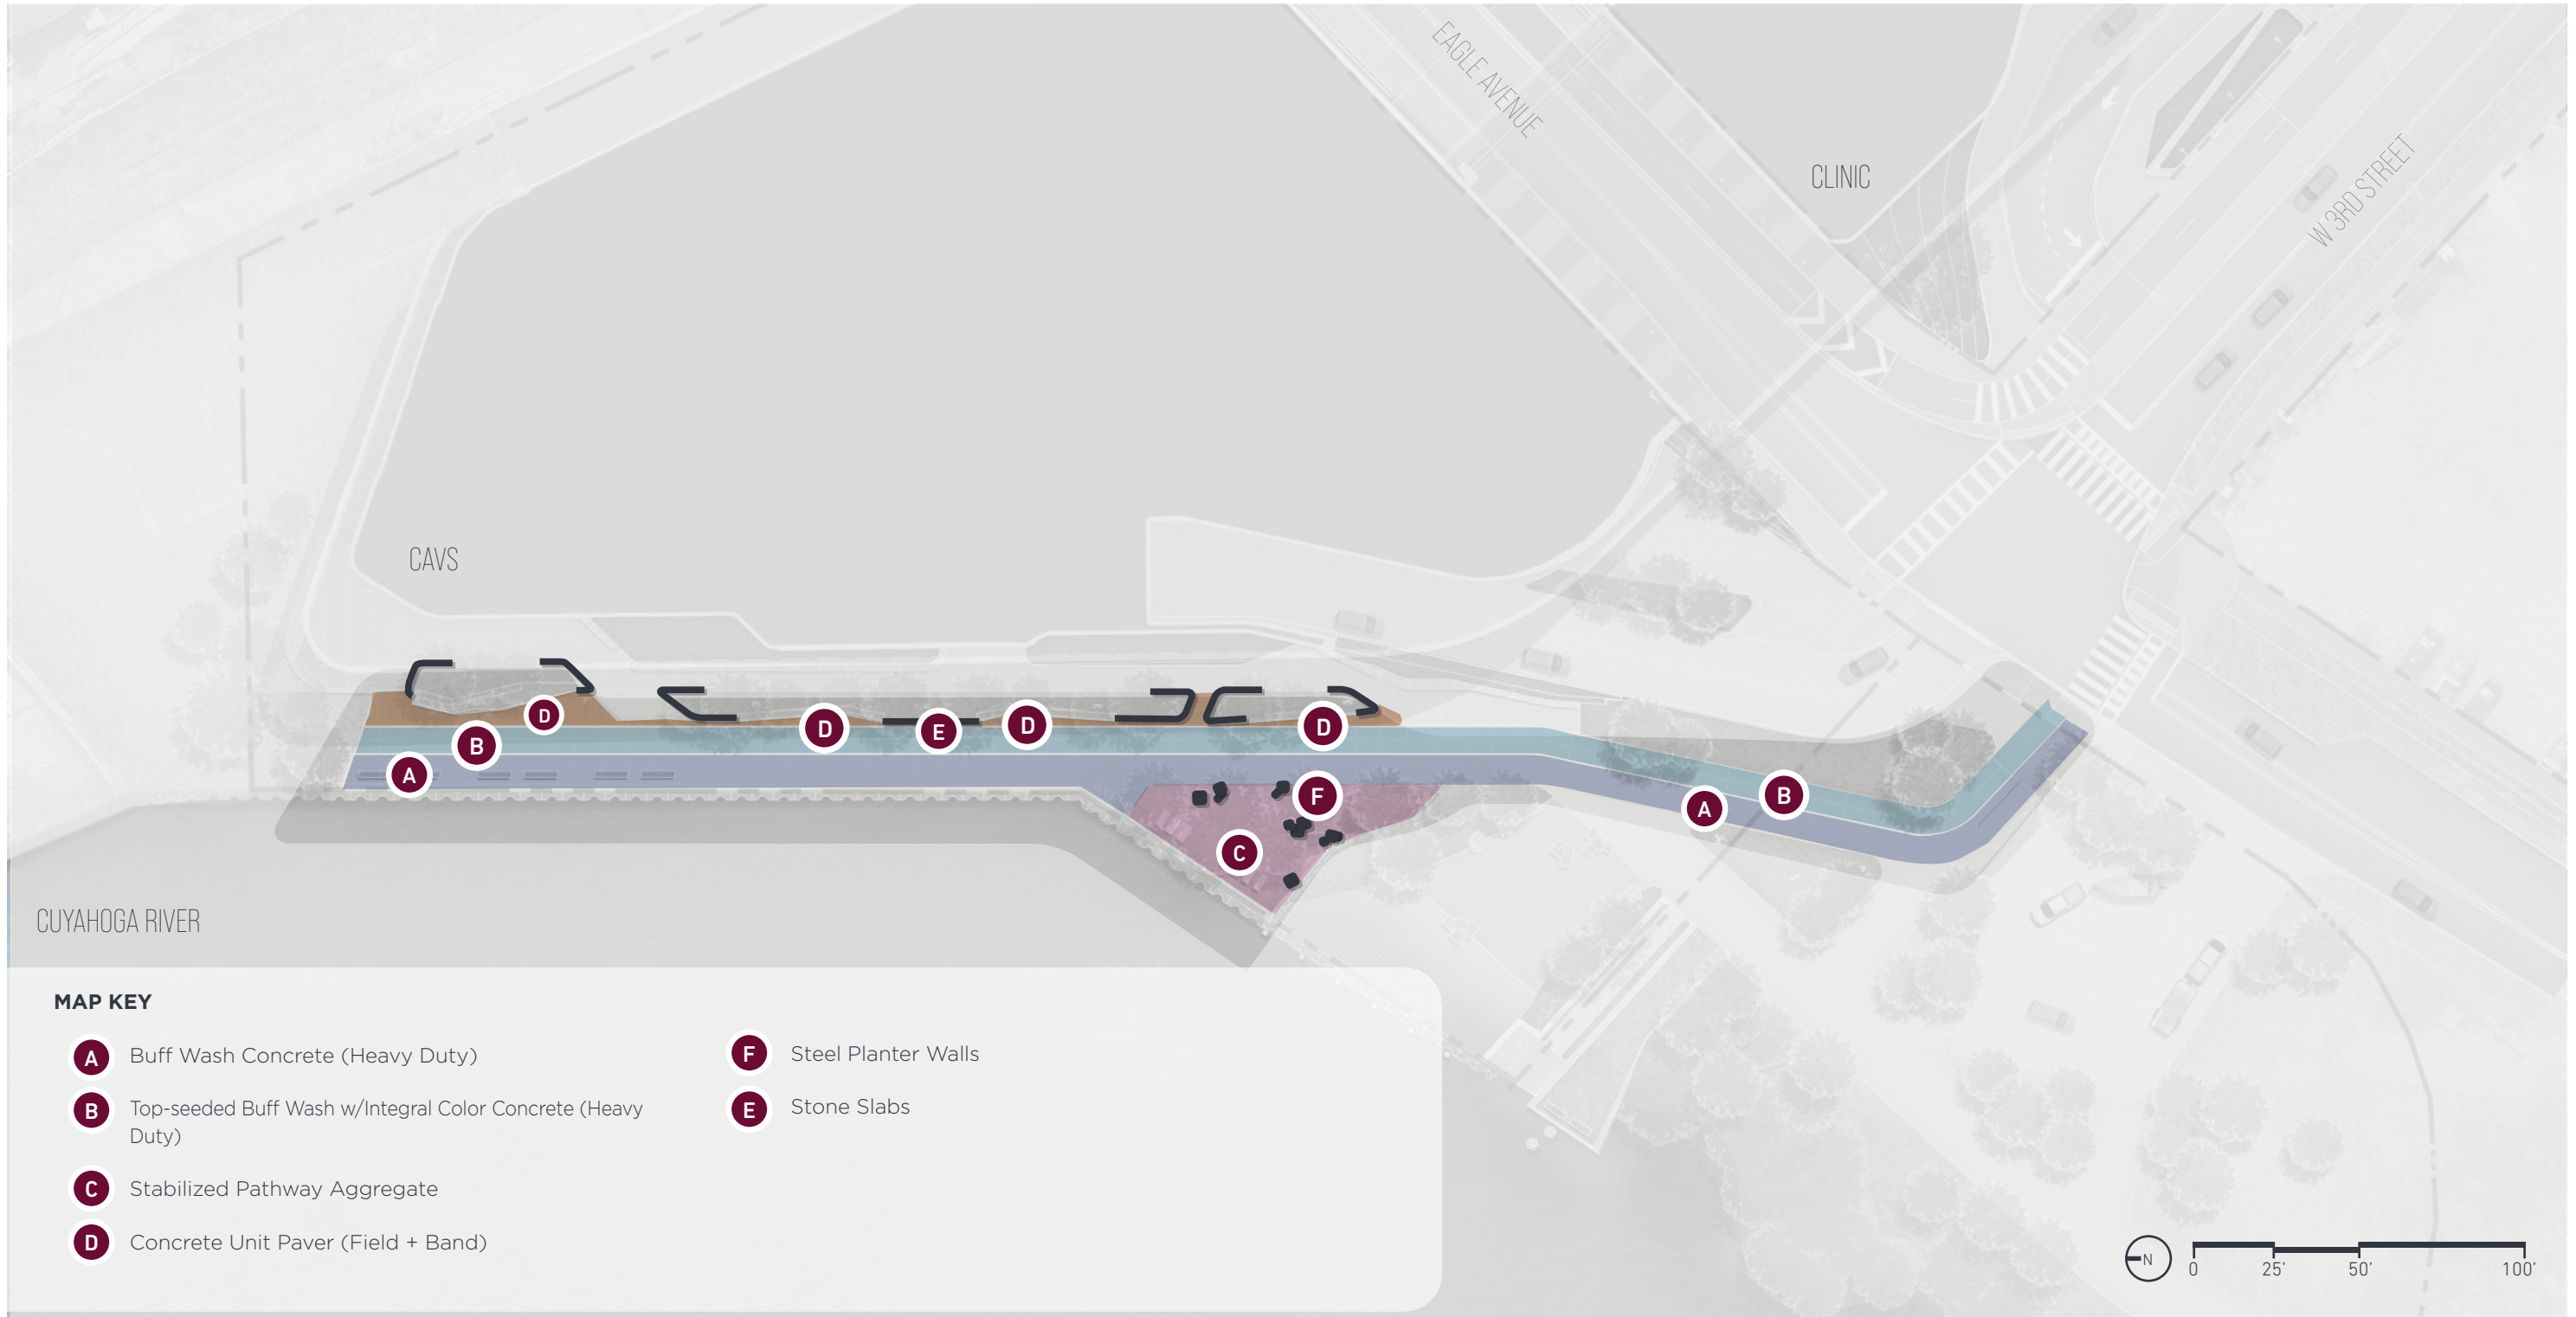 EAGLE AVENUE
CLINIC
W 3RD STREET
CAVS
D
D
E
D
D
B
A
F
C
A
B
CUYAHOGA RIVER
MAP KEY
A Buff Wash Concrete (Heavy Duty)
B Top-seeded Buff Wash w/Integral Color Concrete (Heavy
Duty)
C Stabilized Pathway Aggregate
D Concrete Unit Paver (Field + Band)
F Steel Planter Walls
E Stone Slabs
N
0 25' 50' 100'